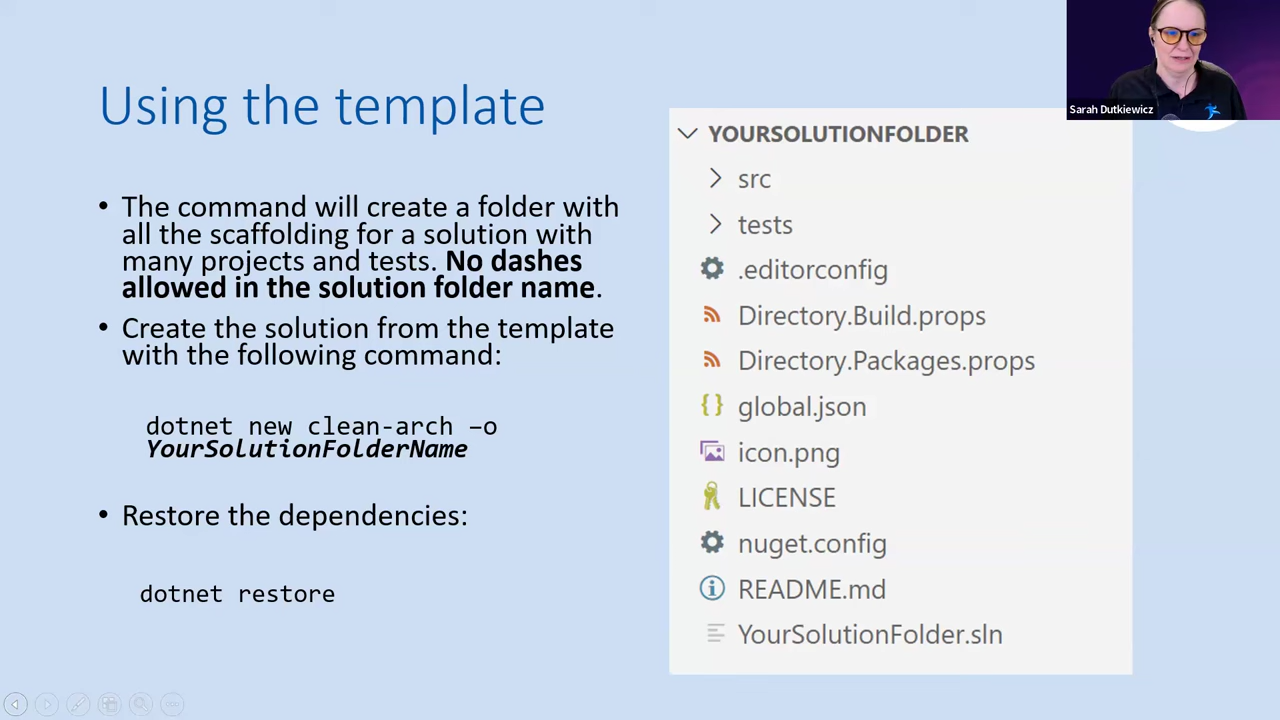 Using the template
• The command will create a folder with
all the scaffolding for a solution with
many projects and tests. No dashes
allowed in the solution folder name.
• Create the solution from the template
with the following command:
dotnet new clean-arch –o
YourSolutionFolderName
• Restore the dependencies:
dotnet restore
YOURSOLUTIONFOLDER
src
tests
.editorconfig
Directory.Build.props
Directory.Packages.props
global.json
icon.png
LICENSE
nuget.config
README.md
YourSolutionFolder.sln
Sarah Dutkiewicz